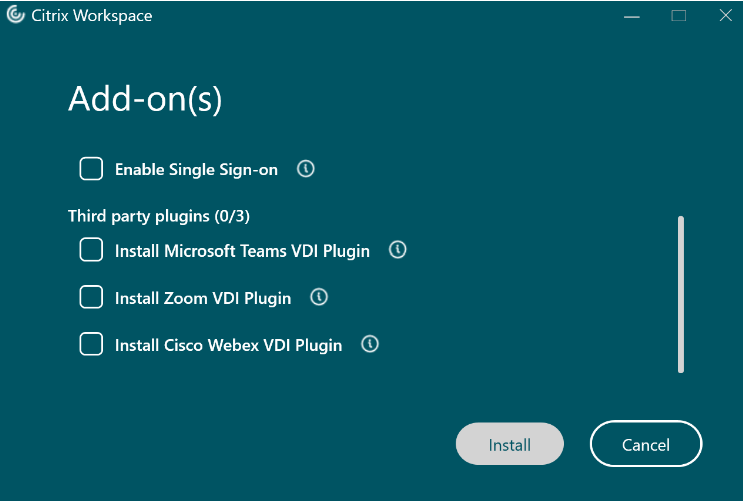 Citrix Workspace
Add-on(s)
Enable Single Sign-on
Third party plugins (0/3)
Install Microsoft Teams VDI Plugin
Install Zoom VDI Plugin
Install Cisco Webex VDI Plugin
Install Cancel